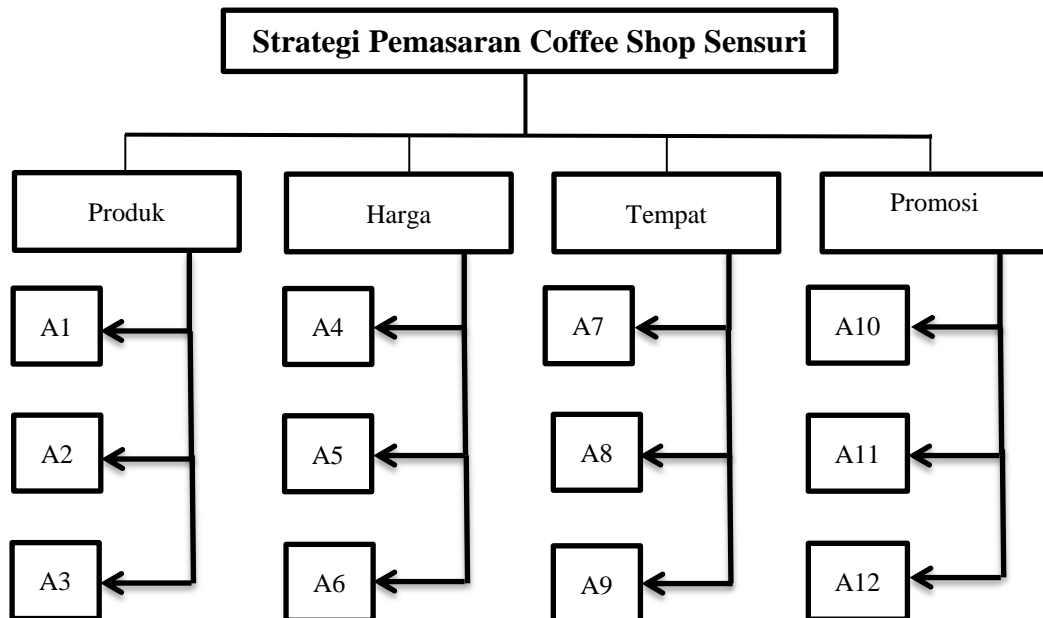 Strategi Pemasaran Coffee Shop Sensuri
Produk
Harga
Tempat
Promosi
A1
A4
A7
A10
A2
A5
A8
A11
A3
A6
A9
A12